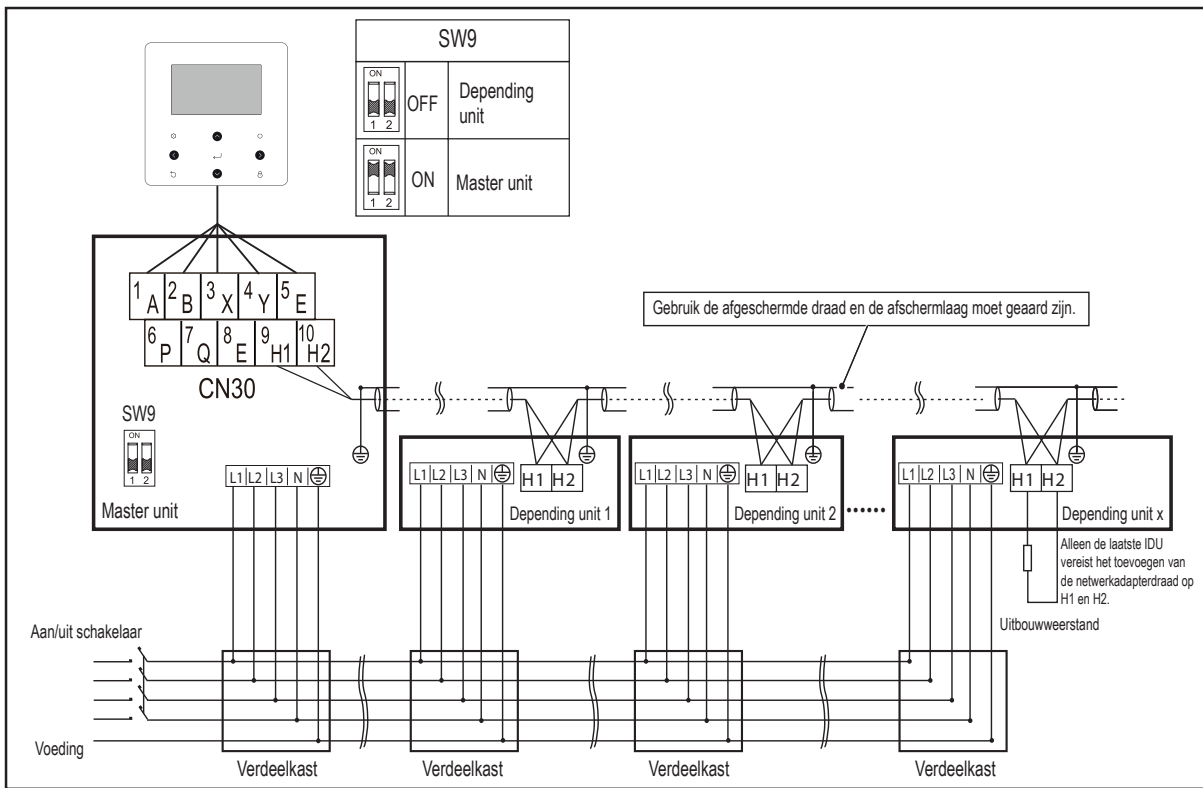 SW9
ON
1 2
OFF
Depending
unit
ON
1 2
ON
Master unit
1 A
2 B
3 X
4 Y
5 E
6 P
7 Q
8 E
9 H1
10 H2
CN30
SW9
ON
1 2
Master unit
L1 L2 L3 N
Gebruik de afgeschermde draad en de afschermlaag moet geaard zijn.
L1 L2 L3 N
H1 H2
Depending unit 1
L1 L2 L3 N
H1 H2
Depending unit 2
L1 L2 L3 N
H1 H2
Depending unit x
Alleen de laatste IDU
vereist het toevoegen van
de netwerkadapterdraad op
H1 en H2.
Uitbouwweerstand
Aan/uit schakelaar
Voeding
Verdeelkast
Verdeelkast
Verdeelkast
Verdeelkast